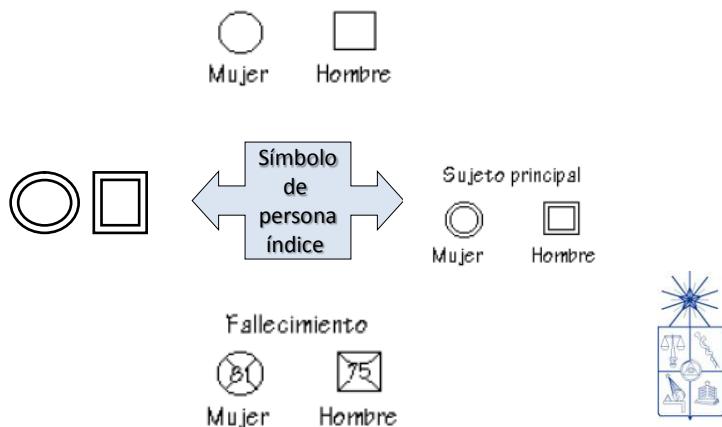 Mujer Hombre
Símbolo
de
persona
índice
Sujeto principal
Mujer Hombre
Fallecimiento
81 75
Mujer Hombre